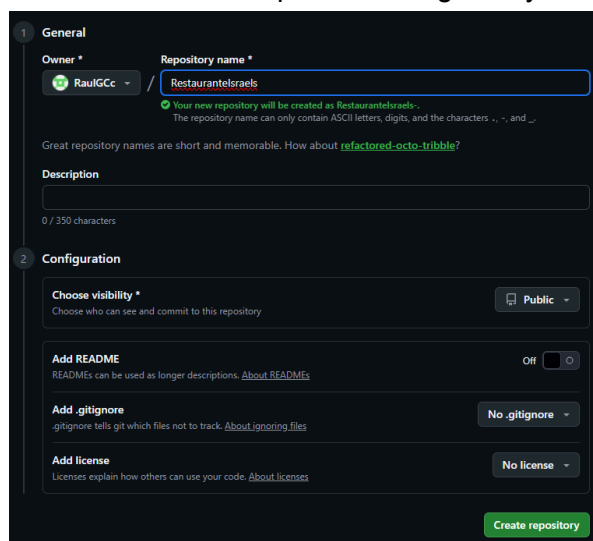 1 General
Owner * Repository name *
RaulGCc / RestauranteIsraels
Your new repository will be created as RestauranteIsraels-.
The repository name can only contain ASCII letters, digits, and the characters ., -, and _.
Great repository names are short and memorable. How about refactored-octo-tribble?
Description
0 / 350 characters
2 Configuration
Choose visibility *
Public
Choose who can see and commit to this repository
Add README
Off
READMEs can be used as longer descriptions. About READMEs
Add .gitignore
No .gitignore
.gitignore tells git which files not to track. About ignoring files
Add license
No license
Licenses explain how others can use your code. About licenses
Create repository